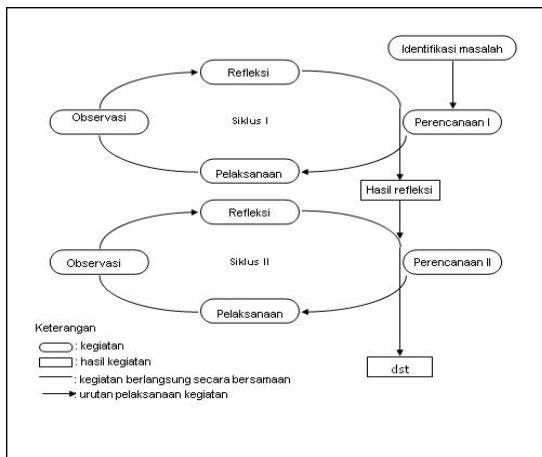 Identifikasi masalah
Refleksi
Observasi
Siklus I
Perencanaan I
Pelaksanaan
Hasil refleksi
Refleksi
Observasi
Siklus II
Perencanaan II
Pelaksanaan
Keterangan
: kegiatan
: hasil kegiatan
: kegiatan berlangsung secara bersamaan
: urutan pelaksanaan kegiatan
dst